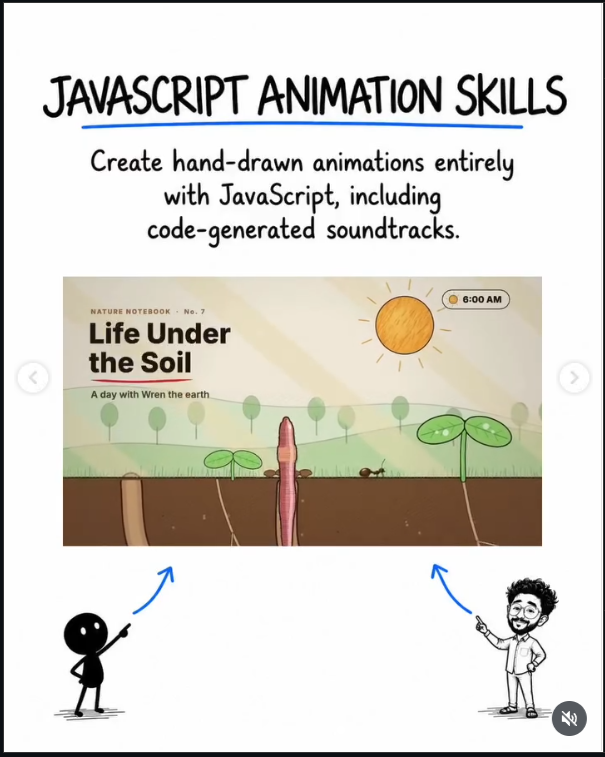 JAVASCRIPT ANIMATION SKILLS
Create hand-drawn animations entirely
with JavaScript, including
code-generated soundtracks.
NATURE NOTEBOOK · No. 7
6:00 AM
Life Under
the Soil
A day with Wren the earth